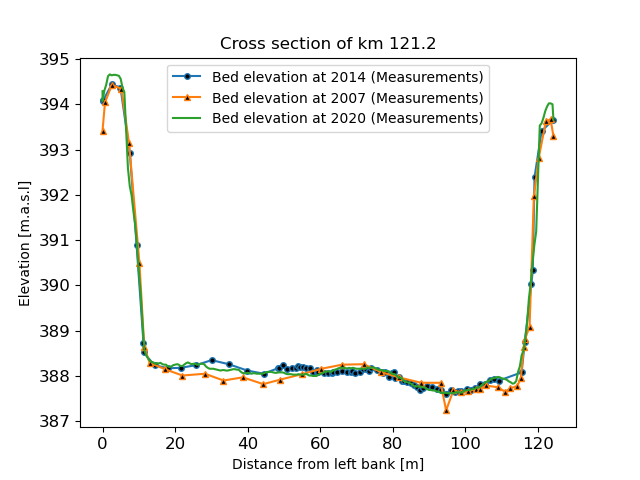 Cross section of km 121.2
Bed elevation at 2014 (Measurements)
Bed elevation at 2007 (Measurements)
Bed elevation at 2020 (Measurements)
Elevation [m.a.s.l]
395
394
393
392
391
390
389
388
387
0 20 40 60 80 100 120
Distance from left bank [m]